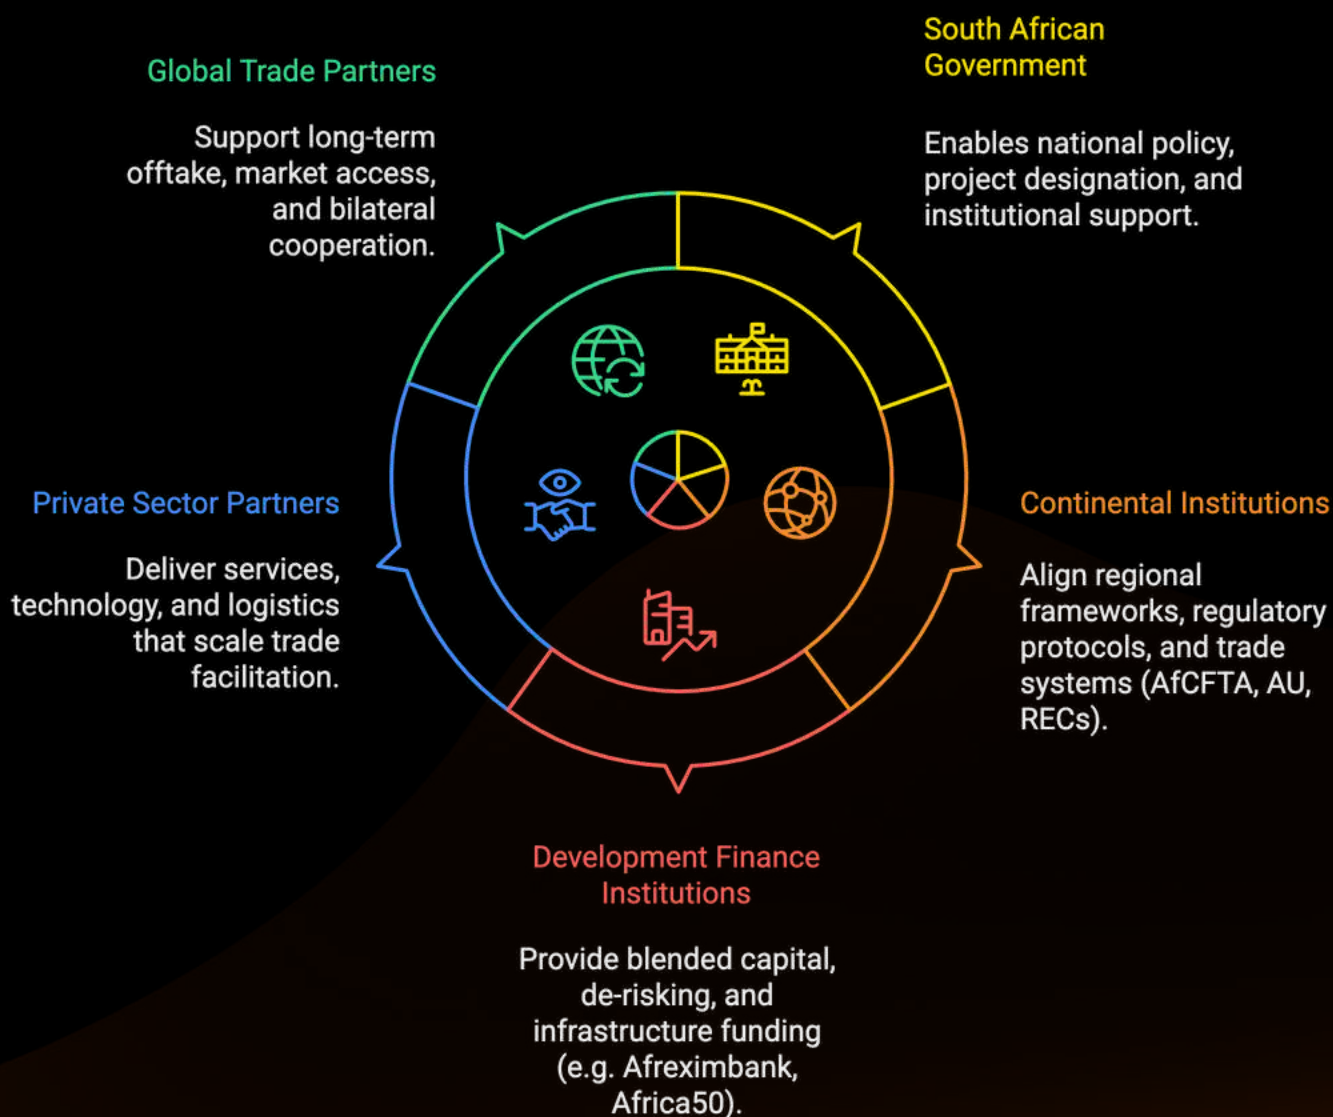 Global Trade Partners
Support long-term
offtake, market access,
and bilateral
cooperation.
South African
Government
Enables national policy,
project designation, and
institutional support.
Private Sector Partners
Deliver services,
technology, and logistics
that scale trade
facilitation.
Continental Institutions
Align regional
frameworks, regulatory
protocols, and trade
systems (AfCFTA, AU,
RECs).
Development Finance
Institutions
Provide blended capital,
de-risking, and
infrastructure funding
(e.g. Afreximbank,
Africa50).